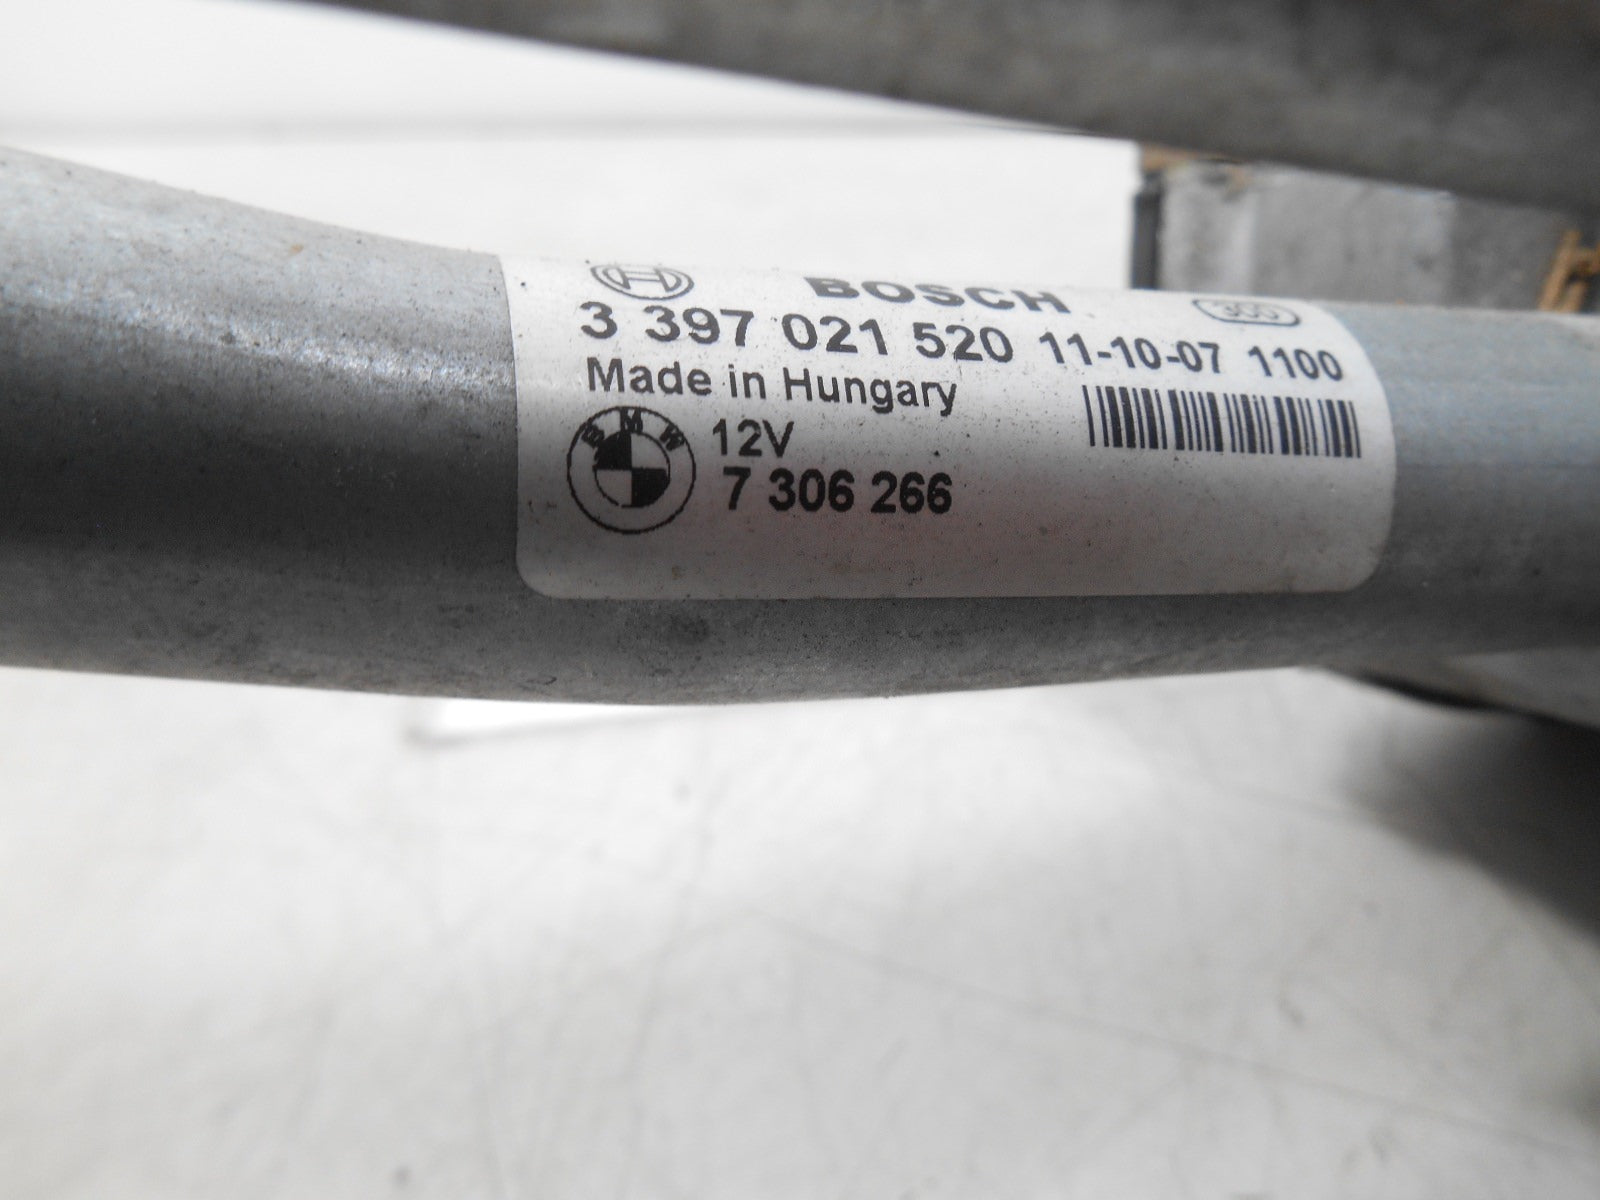 BOSCH
3 397 021 520 11-10-07 1100
Made in Hungary
BMW 12V
7 306 266